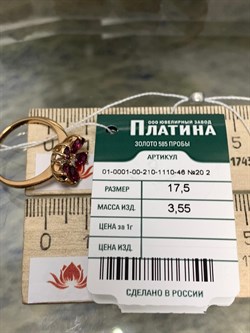 ООО ЮВЕЛИРНЫЙ ЗАВОД
ПЛАТИНА
ЗОЛОТО 585 ПРОБЫ
АРТИКУЛ
01-0001-00-210-1110-46 №20.2
РАЗМЕР 17,5
МАССА ИЗД. 3,55
ЦЕНА за 1г
ЦЕНА ИЗД.
СДЕЛАНО В РОССИИ